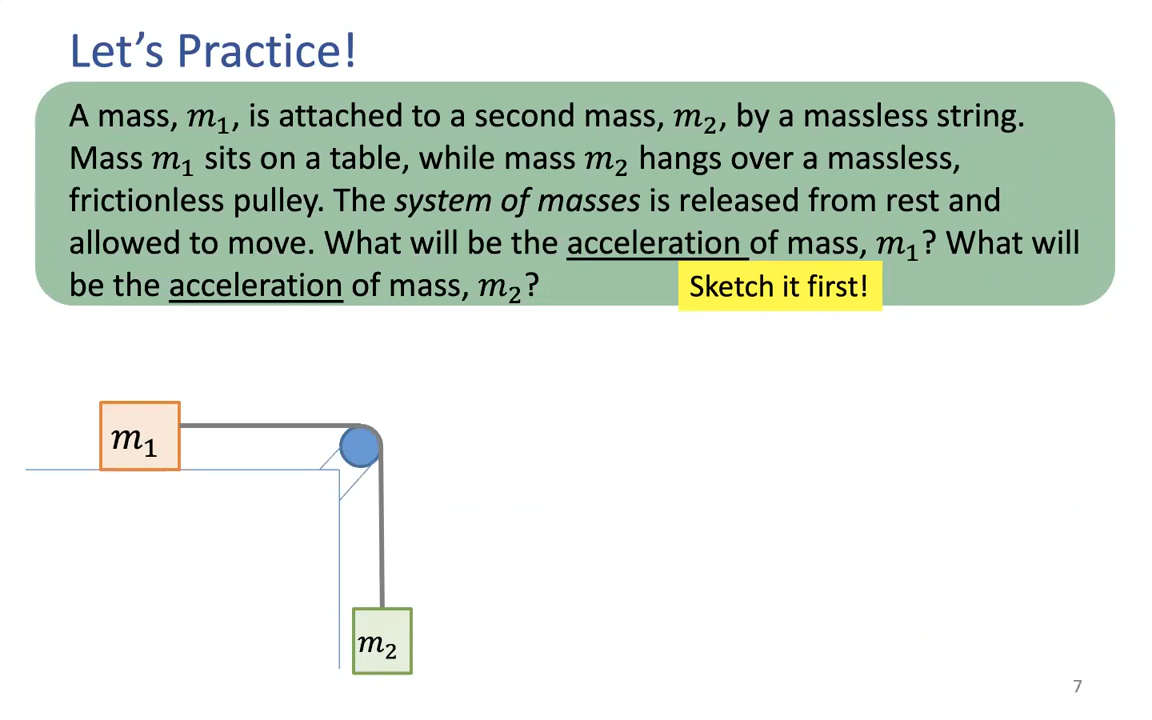 Let’s Practice!
A mass, m₁, is attached to a second mass, m₂, by a massless string.
Mass m₁ sits on a table, while mass m₂ hangs over a massless,
frictionless pulley. The system of masses is released from rest and
allowed to move. What will be the acceleration of mass, m₁? What will
be the acceleration of mass, m₂?
Sketch it first!
m₁
m₂
7